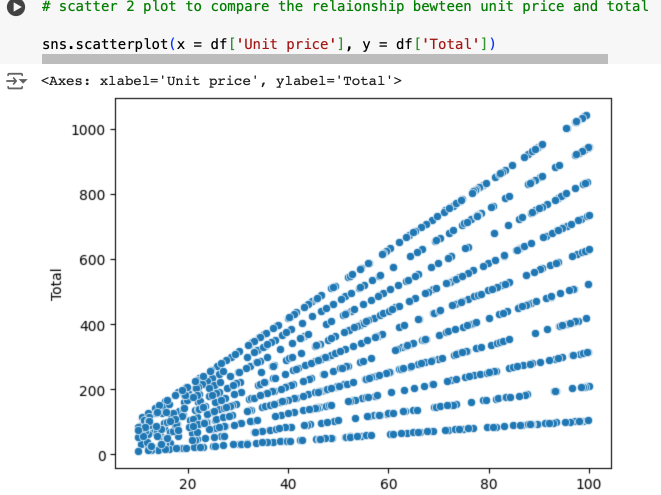 # scatter 2 plot to compare the relaionship bewteen unit price and total
sns.scatterplot(x = df['Unit price'], y = df['Total'])
<Axes: xlabel='Unit price', ylabel='Total'>
1000
800
600
Total
400
200
0
20 40 60 80 100